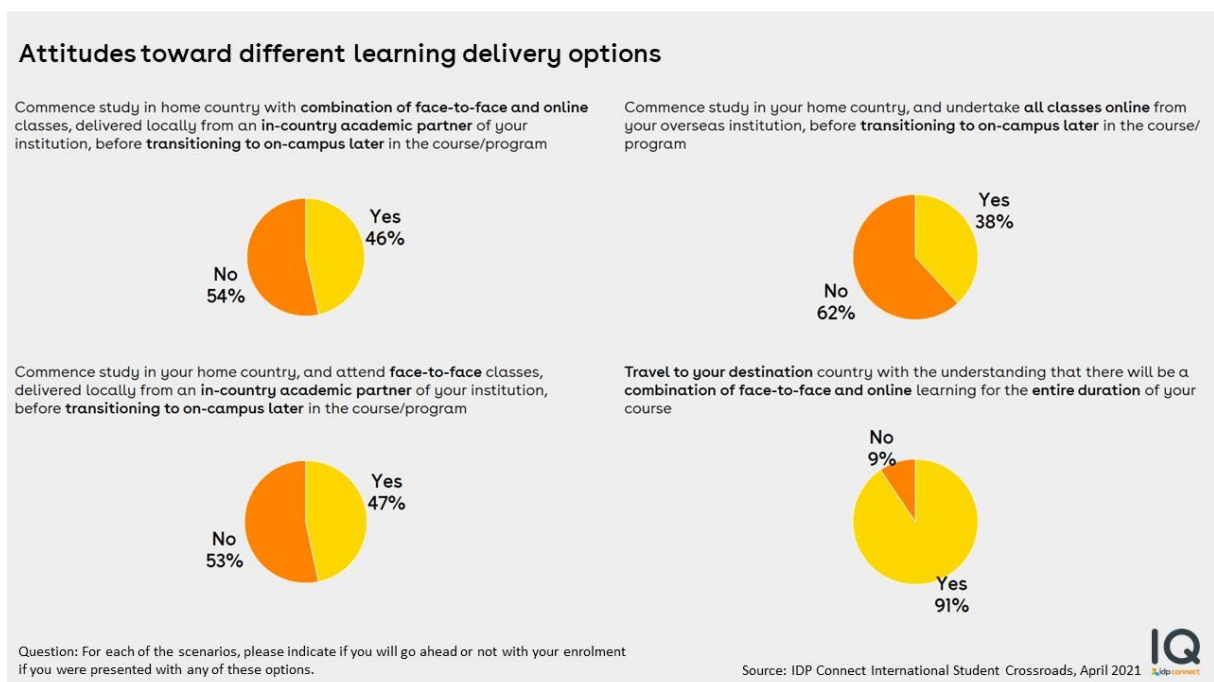 Attitudes toward different learning delivery options
Commence study in home country with combination of face-to-face and online
classes, delivered locally from an in-country academic partner of your
institution, before transitioning to on-campus later in the course/program
Yes
46%
No
54%
Commence study in your home country, and undertake all classes online from
your overseas institution, before transitioning to on-campus later in the course/
program
Yes
38%
No
62%
Commence study in your home country, and attend face-to-face classes,
delivered locally from an in-country academic partner of your institution,
before transitioning to on-campus later in the course/program
Yes
47%
No
53%
Travel to your destination country with the understanding that there will be a
combination of face-to-face and online learning for the entire duration of your
course
No
9%
Yes
91%
Question: For each of the scenarios, please indicate if you will go ahead or not with your enrolment
if you were presented with any of these options.
Source: IDP Connect International Student Crossroads, April 2021
IQ
idp connect